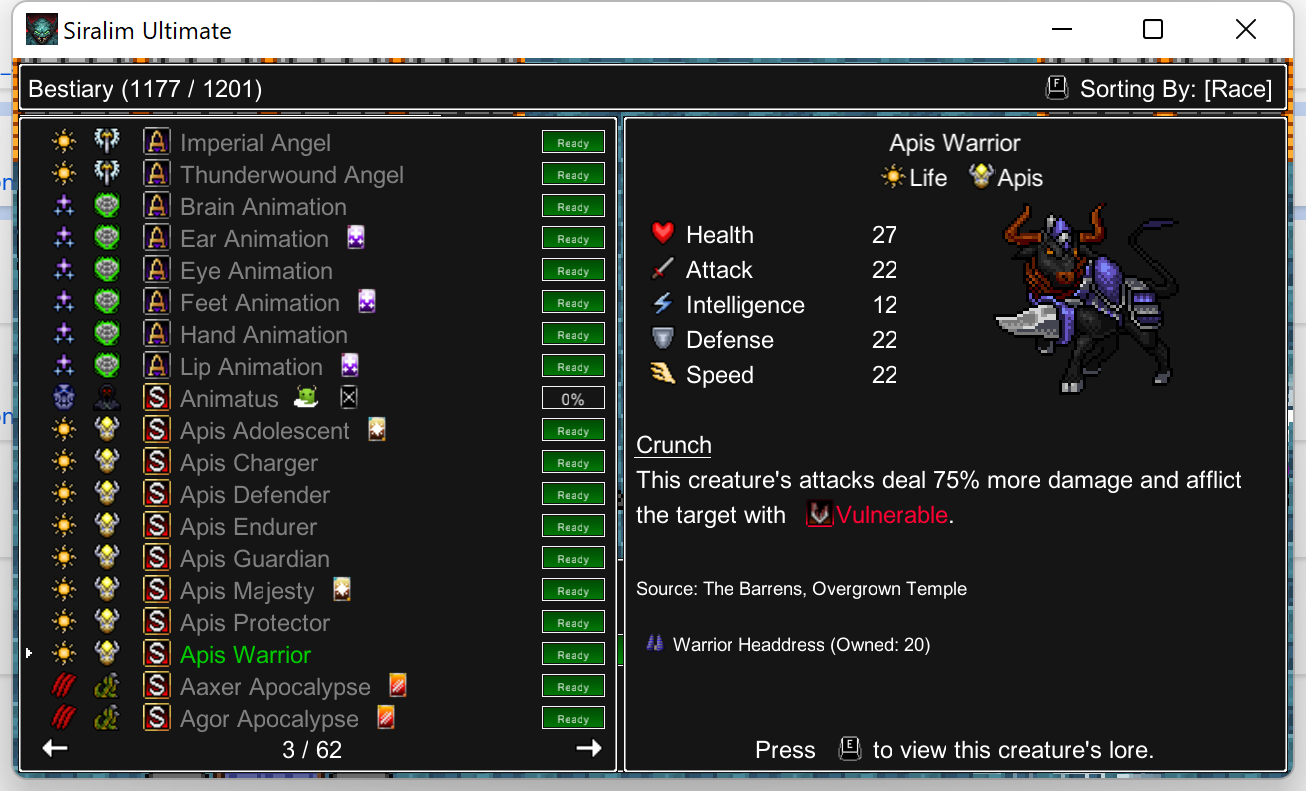 Siralim Ultimate
Bestiary (1177 / 1201)
F Sorting By: [Race]
A Imperial Angel Ready
A Thunderwound Angel Ready
A Brain Animation Ready
A Ear Animation Ready
A Eye Animation Ready
A Feet Animation Ready
A Hand Animation Ready
A Lip Animation Ready
S Animatus 0%
S Apis Adolescent Ready
S Apis Charger Ready
S Apis Defender Ready
S Apis Endurer Ready
S Apis Guardian Ready
S Apis Majesty Ready
S Apis Protector Ready
S Apis Warrior Ready
S Aaxer Apocalypse Ready
S Agor Apocalypse Ready
3 / 62
Apis Warrior
Life Apis
Health 27
Attack 22
Intelligence 12
Defense 22
Speed 22
Crunch
This creature's attacks deal 75% more damage and afflict
the target with Vulnerable.
Source: The Barrens, Overgrown Temple
Warrior Headdress (Owned: 20)
Press E to view this creature's lore.